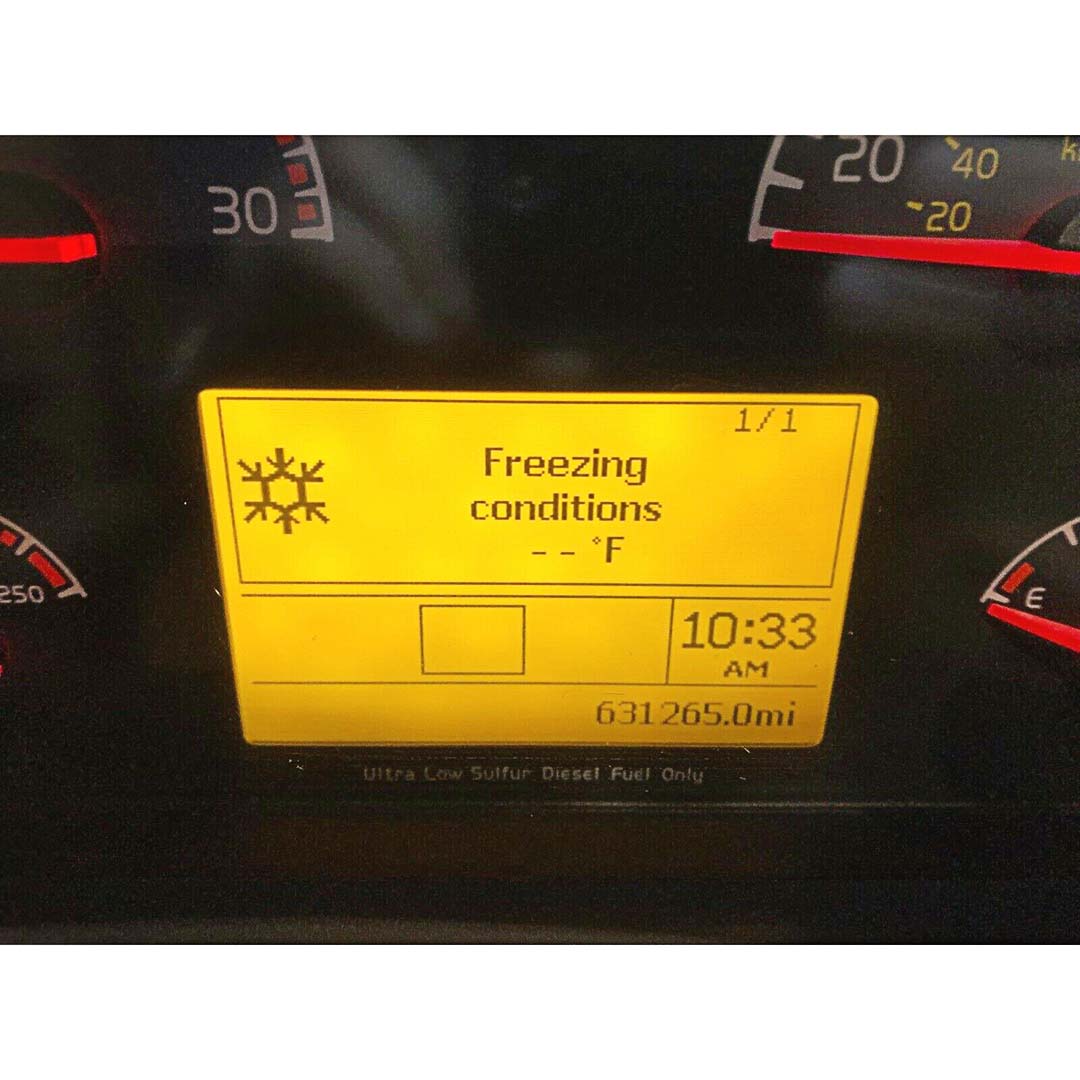 30
20
40
20
1/1
Freezing
conditions
-- °F
250
E
10:33
AM
631265.0mi
Ultra Low Sulfur Diesel Fuel Only